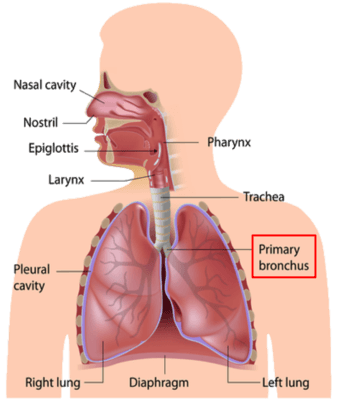 Nasal cavity
Nostril
Epiglottis
Pharynx
Larynx
Trachea
Primary
bronchus
Pleural
cavity
Right lung
Diaphragm
Left lung